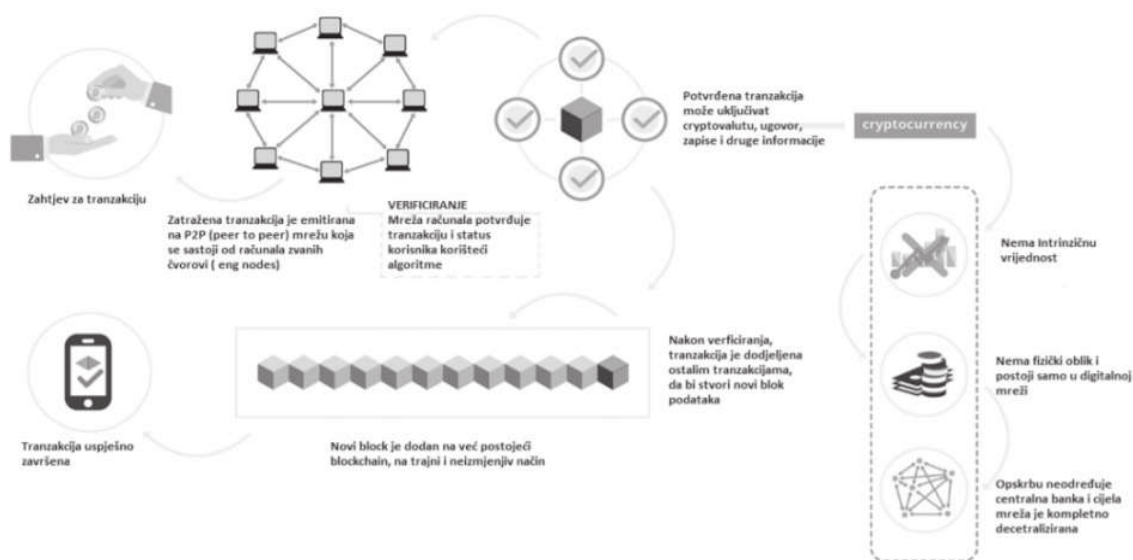 Zahtjev za tranzakciju
Zatražena tranzakcija je emitirana
na P2P (peer to peer) mrežu koja
se sastoji od računala zvanih
čvorovi ( eng nodes)
VERIFICIRANJE
Mreža računala potvrđuje
tranzakciju i status
korisnika koristeći
algoritme
Potvrđena tranzakcija
može uključivat
cryptovalutu, ugovor,
zapise i druge informacije
cryptocurrency
Nema Intrinzičnu
vrijednost
Nema fizički oblik i
postoji samo u digitalnoj
mreži
Opskrbu neodređuje
centralna banka i cijela
mreža je kompletno
decetralizirana
Nakon verficiranja,
tranzakcija je dodjeljena
ostalim tranzakcijama,
da bi stvori novi blok
podataka
Novi block je dodan na već postojeći
blockchain, na trajni i neizmjenjiv način
Tranzakcija uspješno
završena